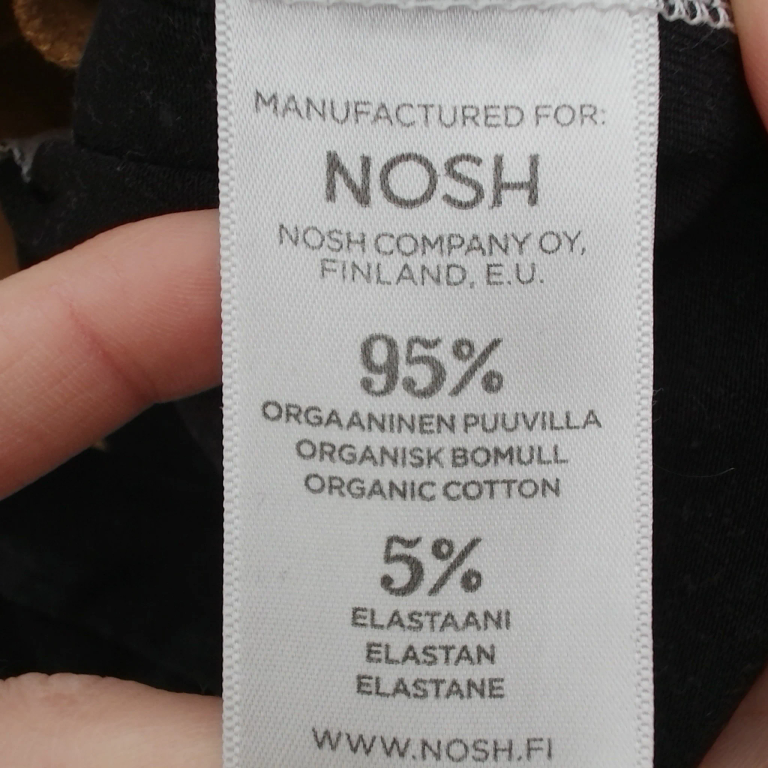 MANUFACTURED FOR:
NOSH
NOSH COMPANY OY,
FINLAND, E.U.
95%
ORGAANINEN PUUVILLA
ORGANISK BOMULL
ORGANIC COTTON
5%
ELASTAANI
ELASTAN
ELASTANE
WWW.NOSH.FI